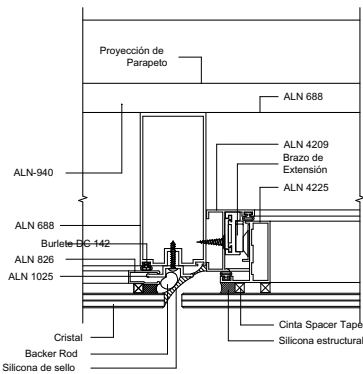 Proyección de
Parapeto
ALN 688
ALN 4209
Brazo de
Extensión
ALN 4225
ALN-940
ALN 688
Burlete DC 142
ALN 826
ALN 1025
Cristal
Backer Rod
Silicona de sello
Cinta Spacer Tape
Silicona estructural